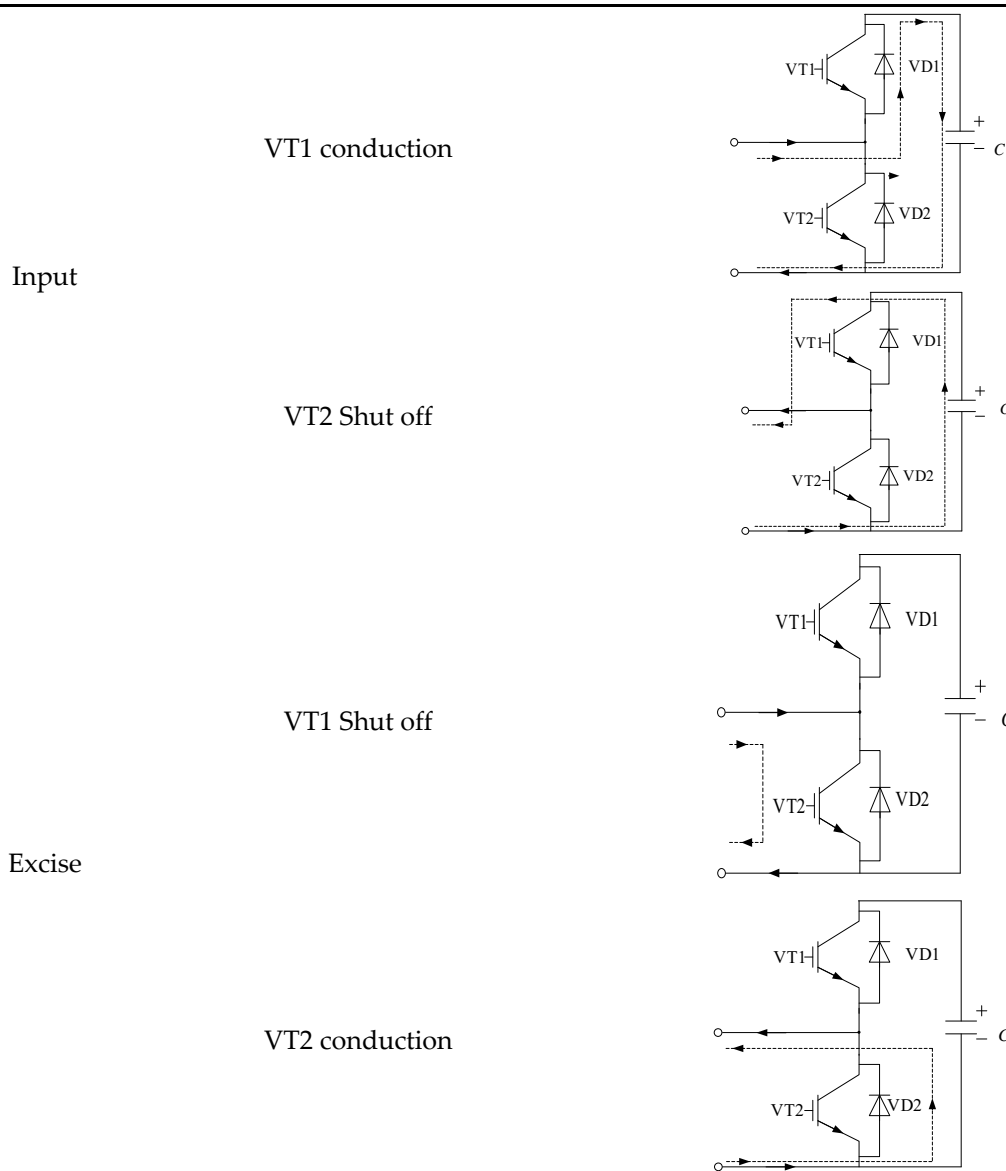 VT1
VD1
VT1 conduction
+
− C
VT2
VD2
Input
VT1
VD1
VT2 Shut off
+
−
VT2
VD2
VT1
VD1
VT1 Shut off
+
−
VT2
VD2
Excise
VT1
VD1
VT2 conduction
+
−
VT2
VD2